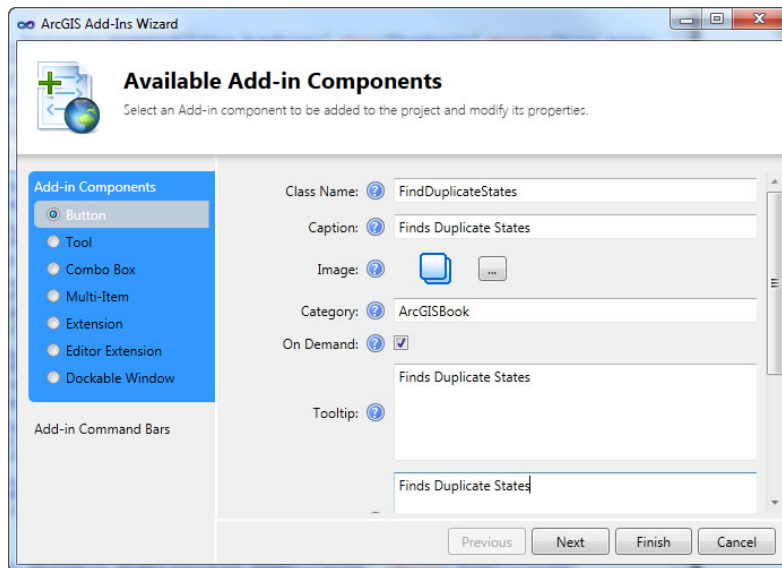 ArcGIS Add-Ins Wizard
Available Add-in Components
Select an Add-in component to be added to the project and modify its properties.
Add-in Components
Button
Tool
Combo Box
Multi-Item
Extension
Editor Extension
Dockable Window
Add-in Command Bars
Class Name: FindDuplicateStates
Caption: Finds Duplicate States
Image: ...
Category: ArcGISBook
On Demand:
Tooltip: Finds Duplicate States
Finds Duplicate States
Previous Next Finish Cancel